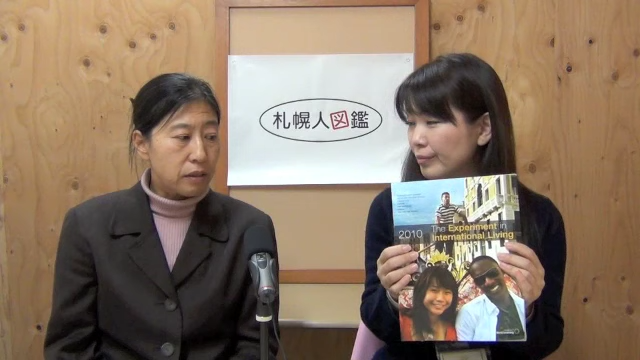 札幌人図鑑
2010
The Experiment in
International Living